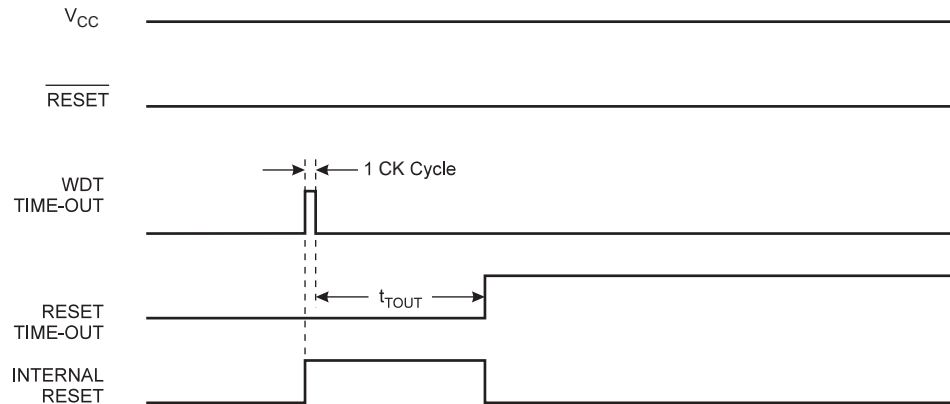 VCC
RESET
1 CK Cycle
WDT
TIME-OUT
tTOUT
RESET
TIME-OUT
INTERNAL
RESET